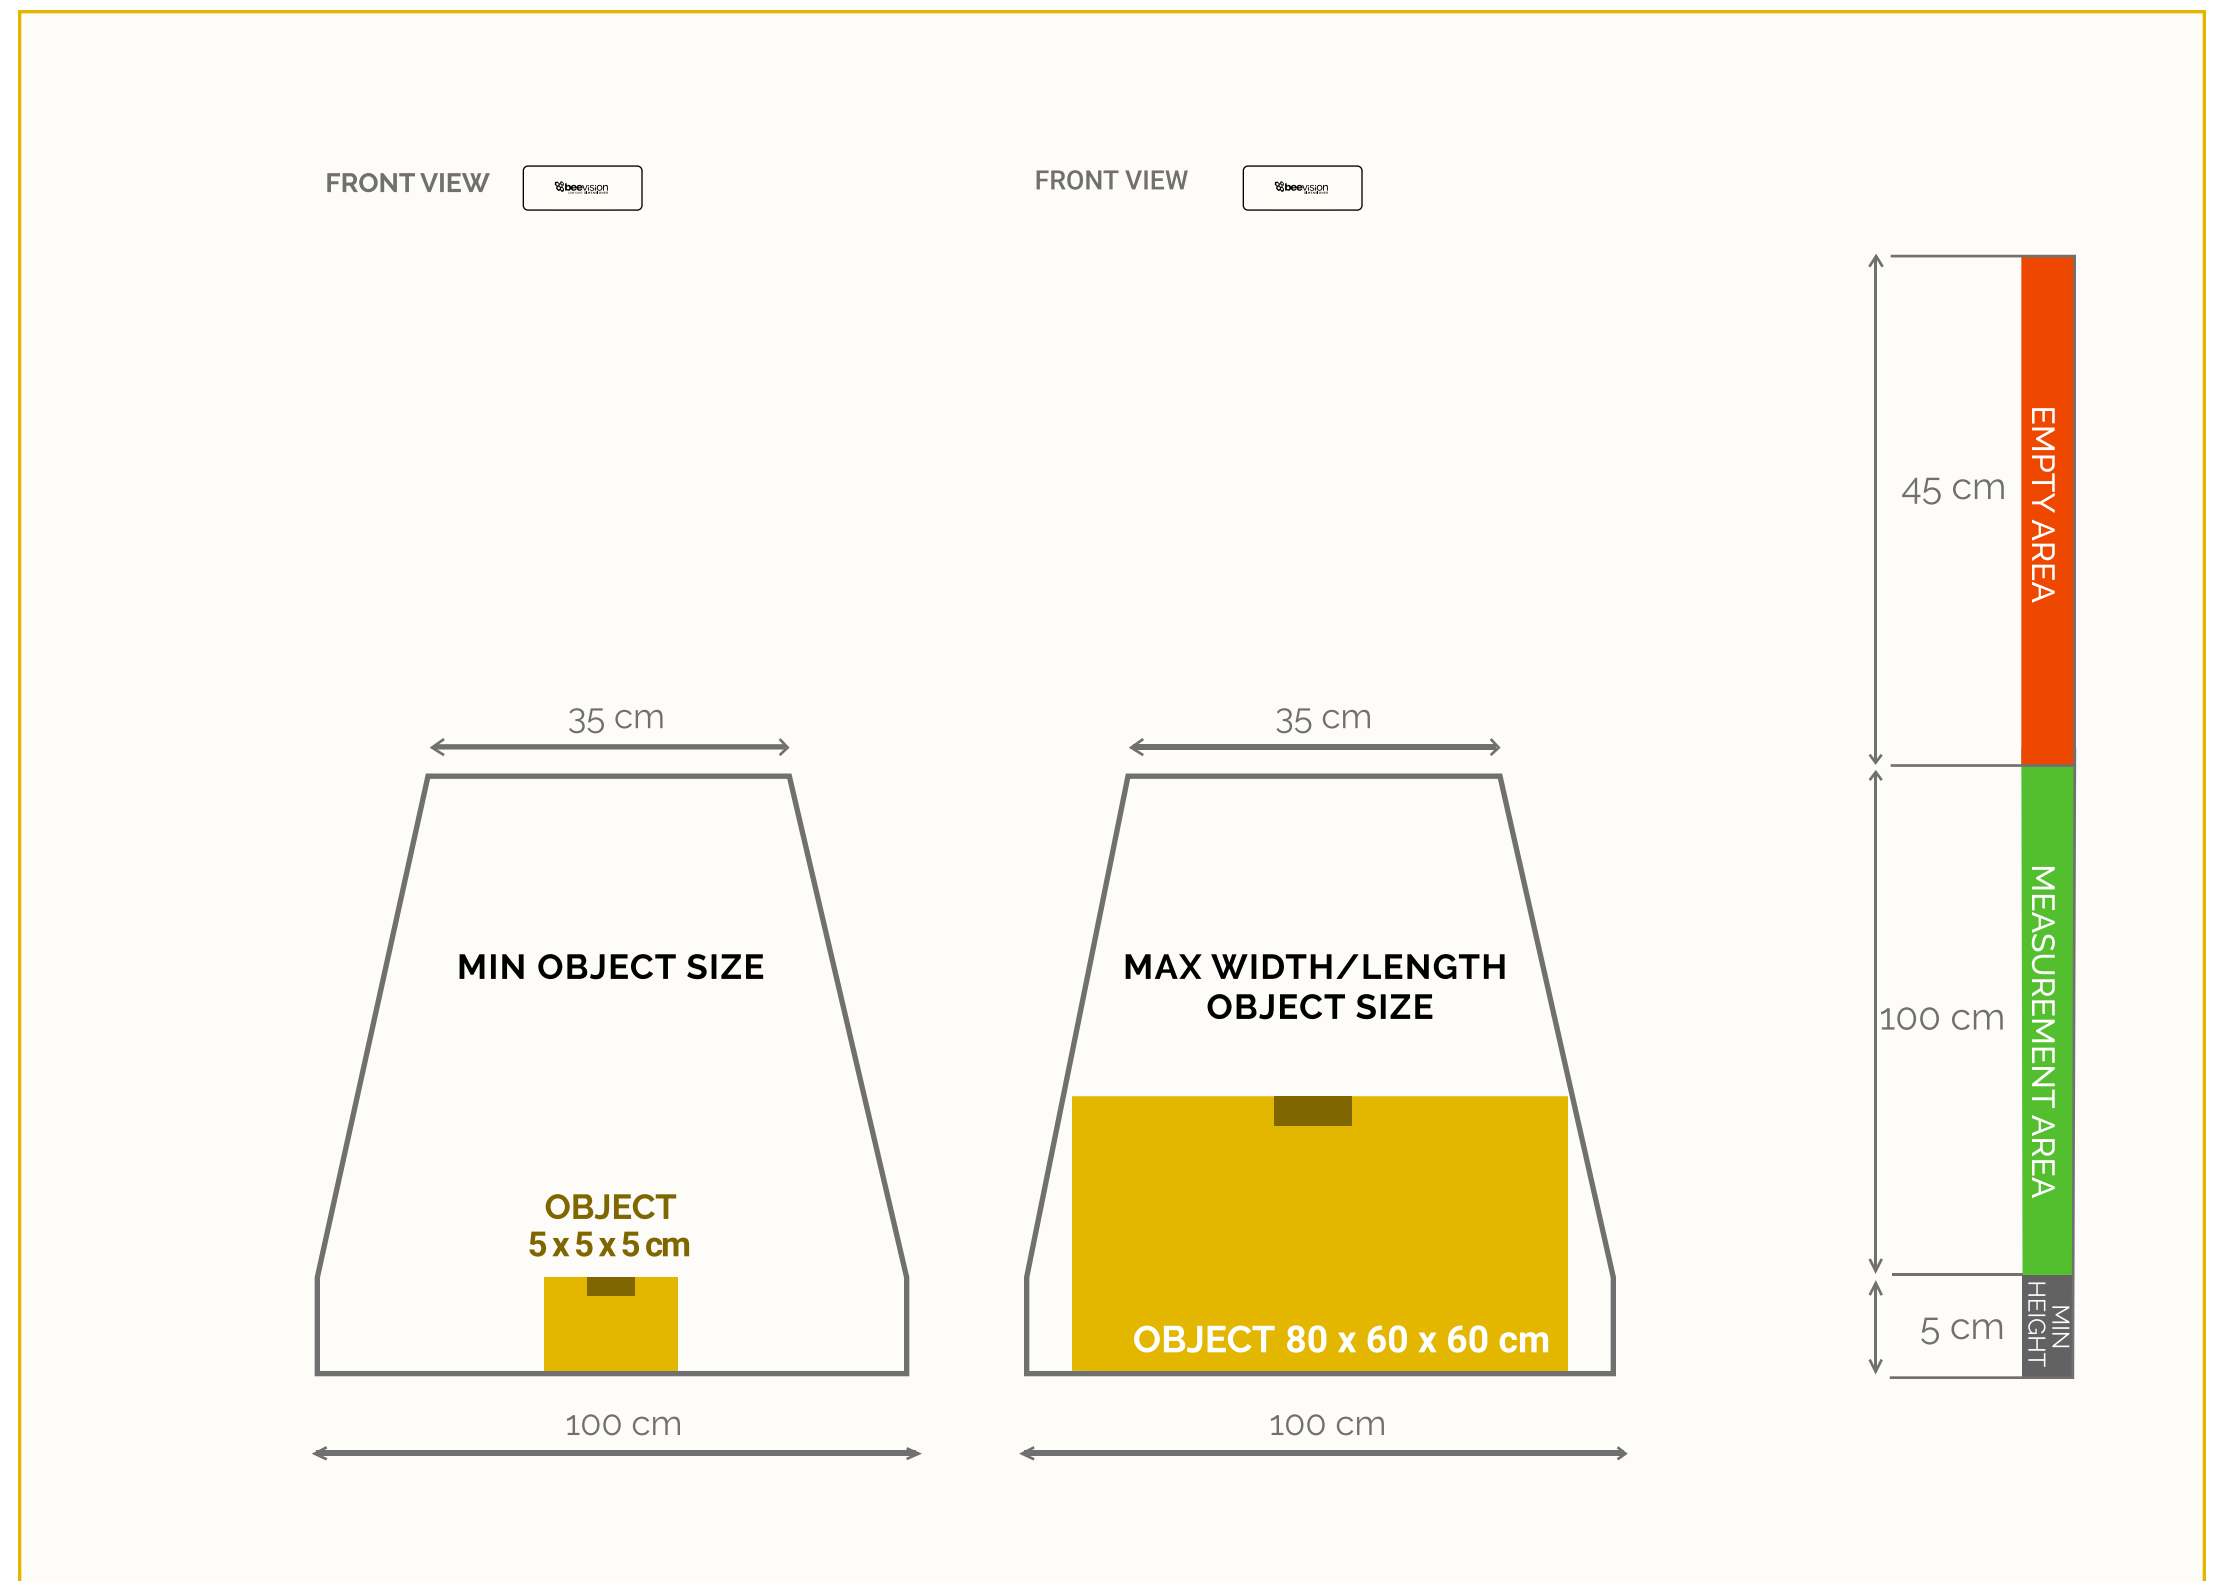 FRONT VIEW
beevision
FRONT VIEW
beevision
45 cm
EMPTY AREA
35 cm
35 cm
MIN OBJECT SIZE
MAX WIDTH/LENGTH
OBJECT SIZE
100 cm
MEASUREMENT AREA
OBJECT
5 x 5 x 5 cm
OBJECT 80 x 60 x 60 cm
5 cm
MIN
HEIGHT
100 cm
100 cm